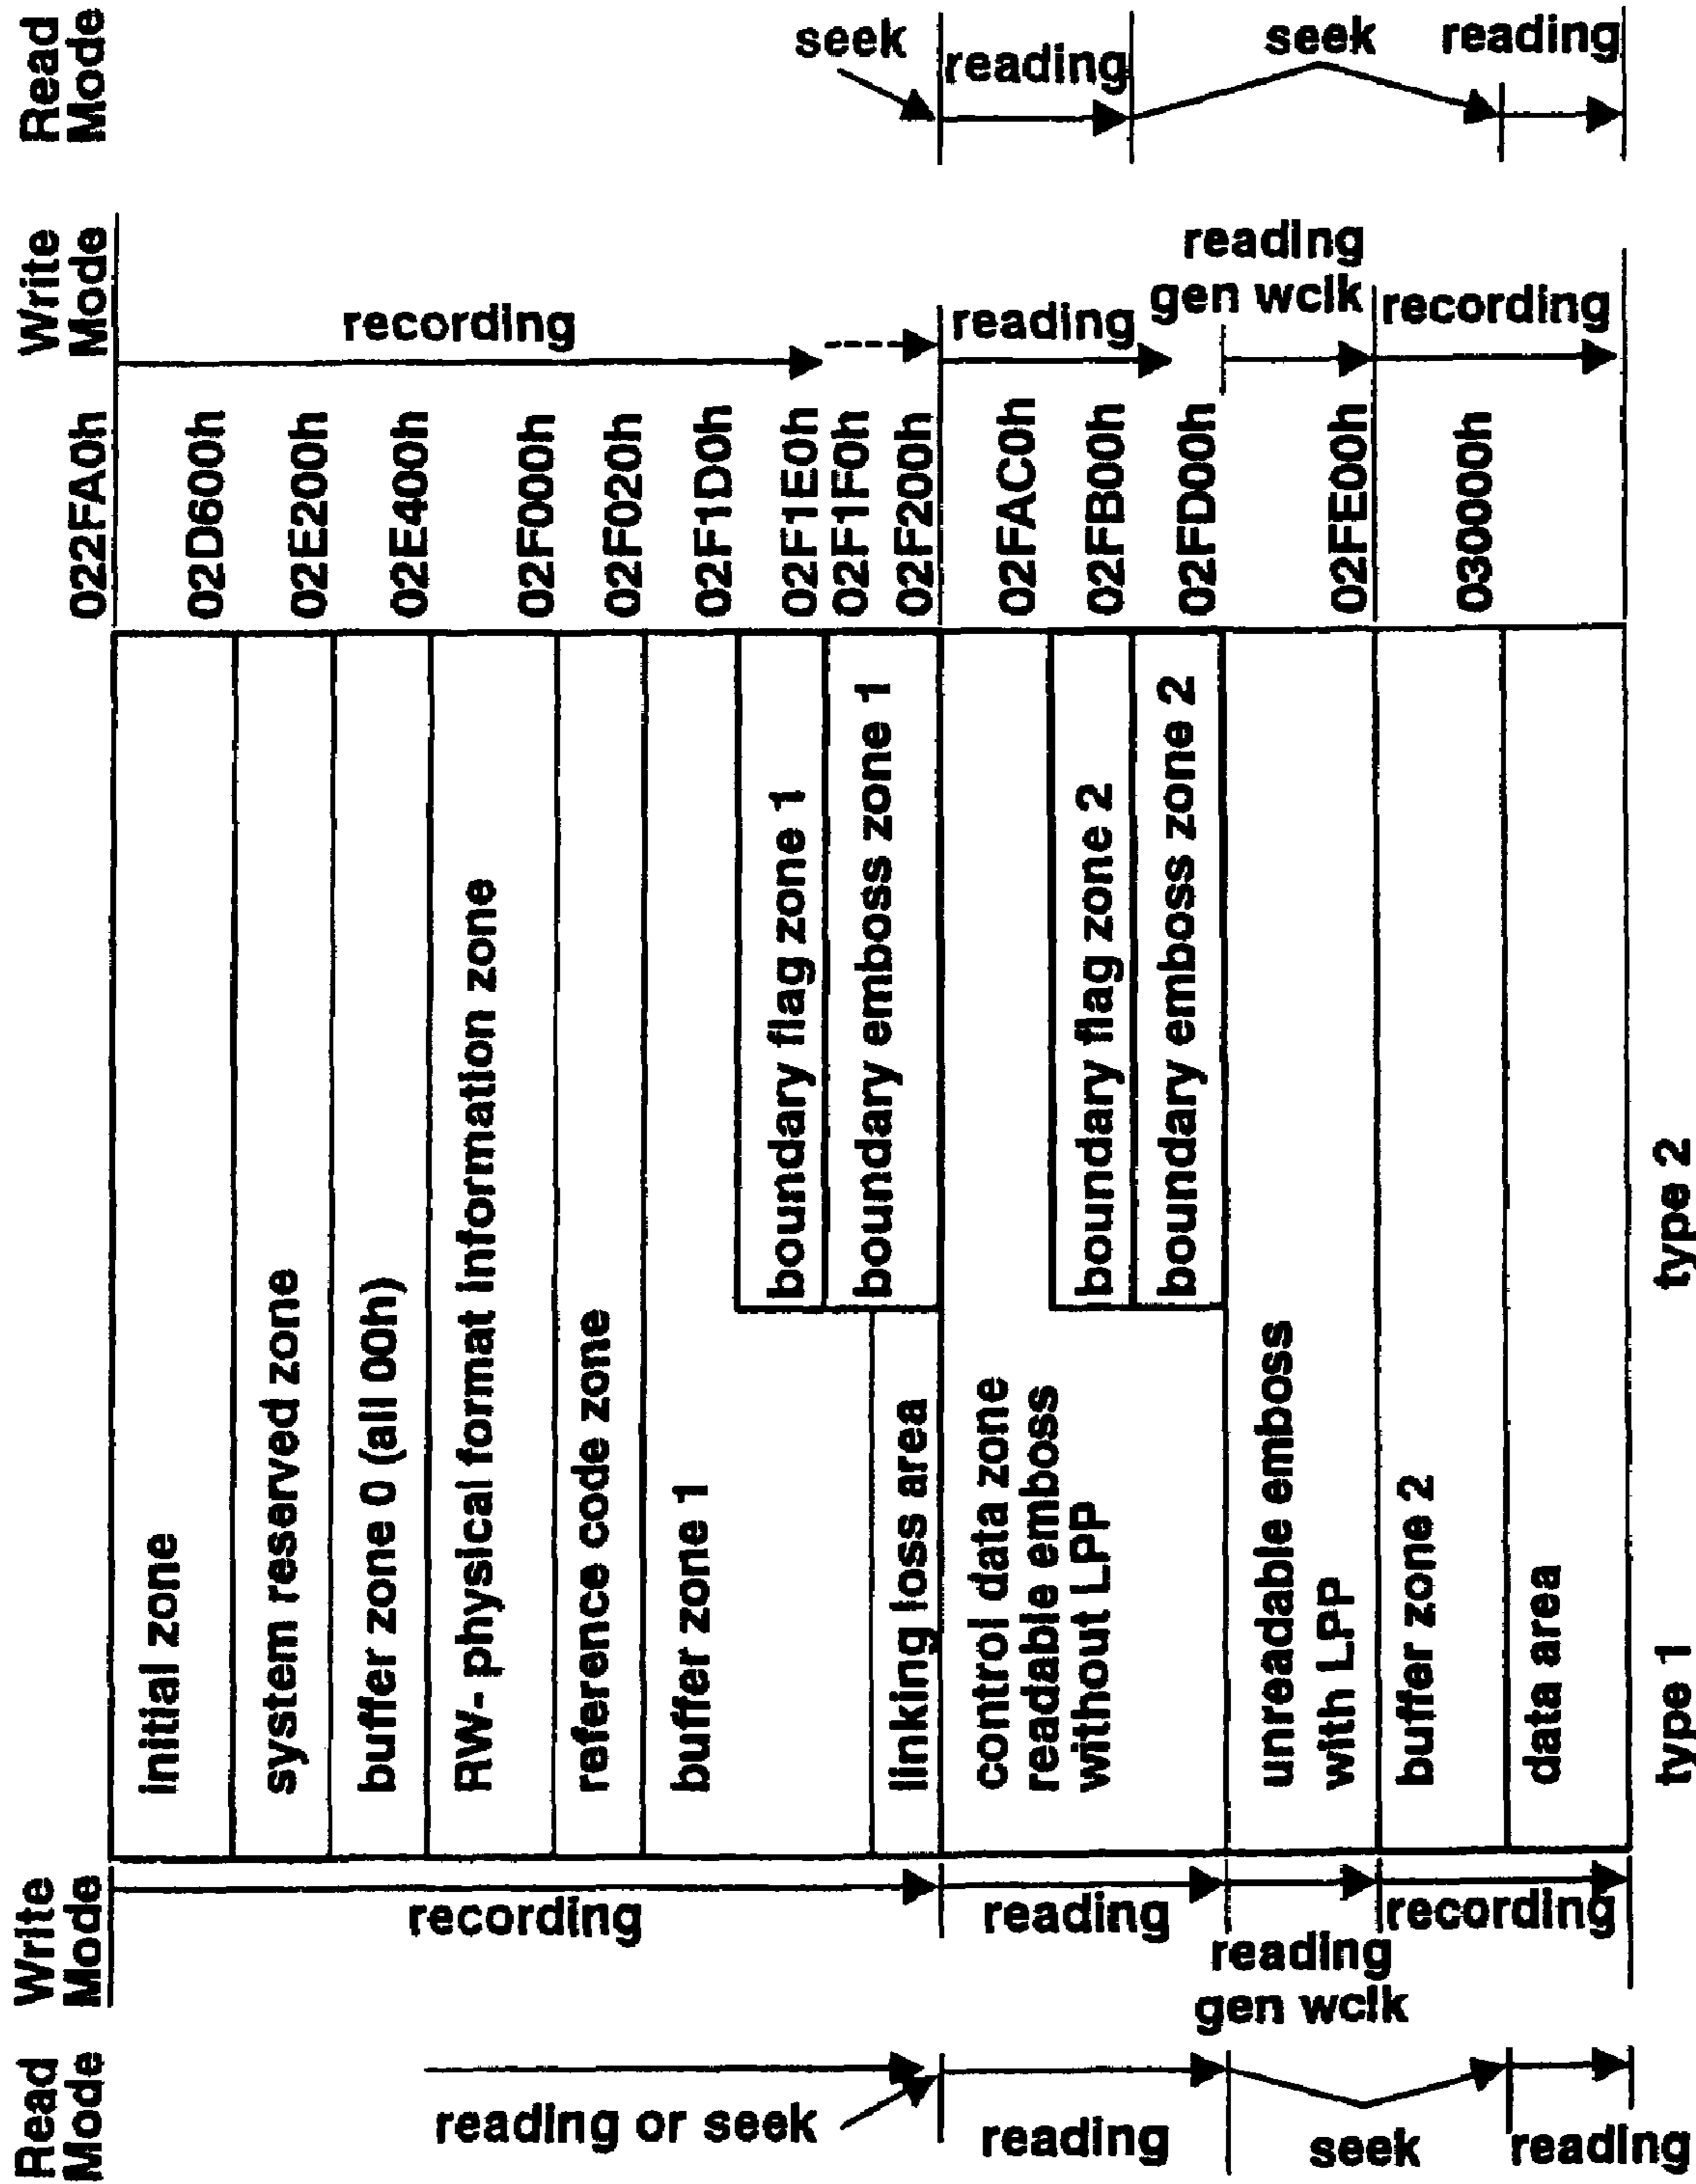 Read
Mode
seek
reading
seek
reading
Write
Mode
recording
reading
reading
gen wclk
recording
022FA0h
02D600h
02E200h
02E400h
02F000h
02F020h
02F1D0h
02F1E0h
02F1F0h
02F200h
02FAC0h
02FB00h
02FD00h
02FE00h
030000h
initial zone
system reserved zone
buffer zone 0 (all 00h)
RW- physical format information zone
reference code zone
buffer zone 1
boundary flag zone 1
boundary emboss zone 1
linking loss area
control data zone
readable emboss
without LPP
boundary flag zone 2
boundary emboss zone 2
unreadable emboss
with LPP
buffer zone 2
data area
type 1
type 2
Write
Mode
recording
reading
reading
gen wclk
recording
Read
Mode
reading or seek
reading
seek
reading